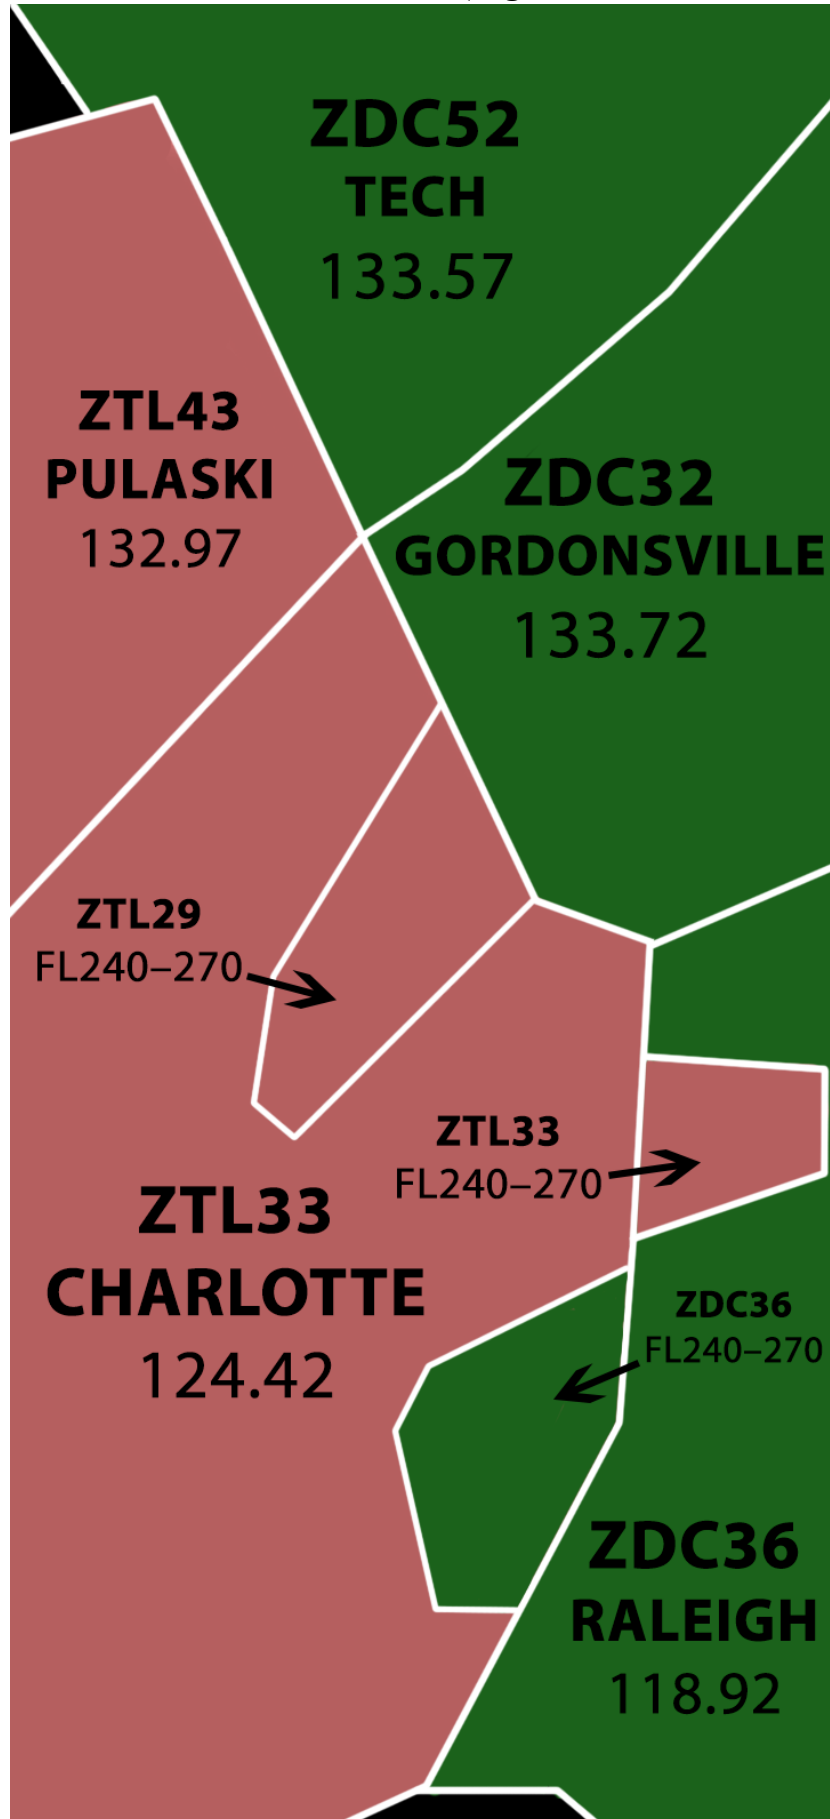 ZDC52
TECH
133.57
ZTL43
PULASKI
132.97
ZDC32
GORDONSVILLE
133.72
ZTL29
FL240–270
ZTL33
FL240–270
ZTL33
CHARLOTTE
124.42
ZDC36
FL240–270
ZDC36
RALEIGH
118.92